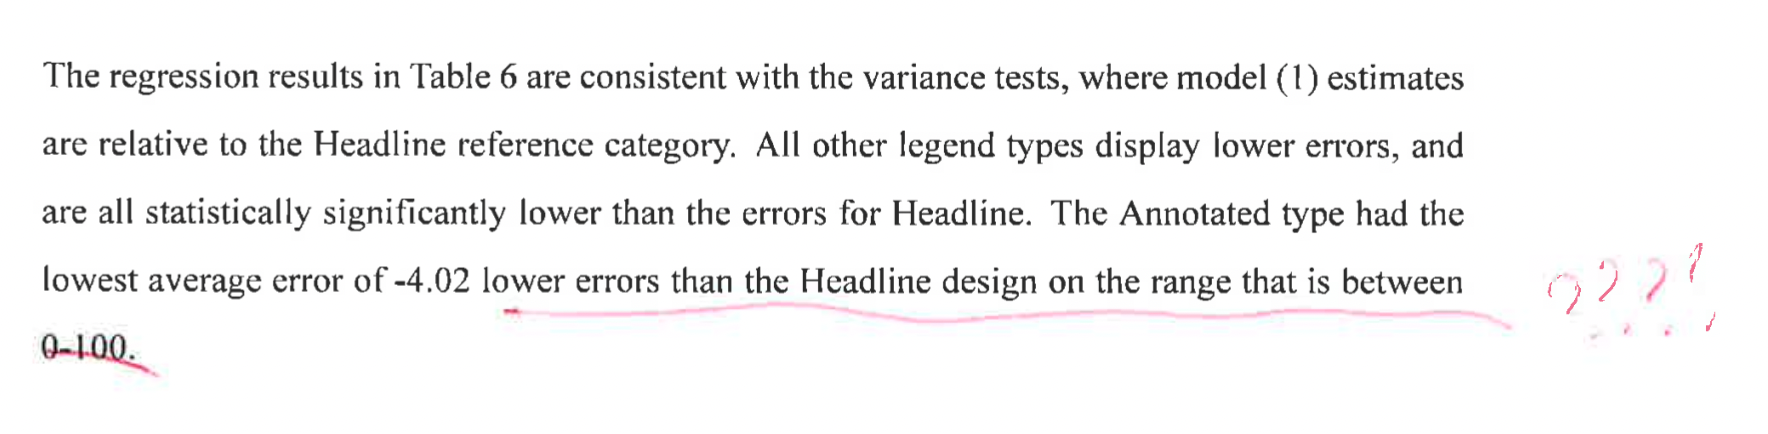 The regression results in Table 6 are consistent with the variance tests, where model (1) estimates
are relative to the Headline reference category. All other legend types display lower errors, and
are all statistically significantly lower than the errors for Headline. The Annotated type had the
lowest average error of -4.02 lower errors than the Headline design on the range that is between
???!
0-100.